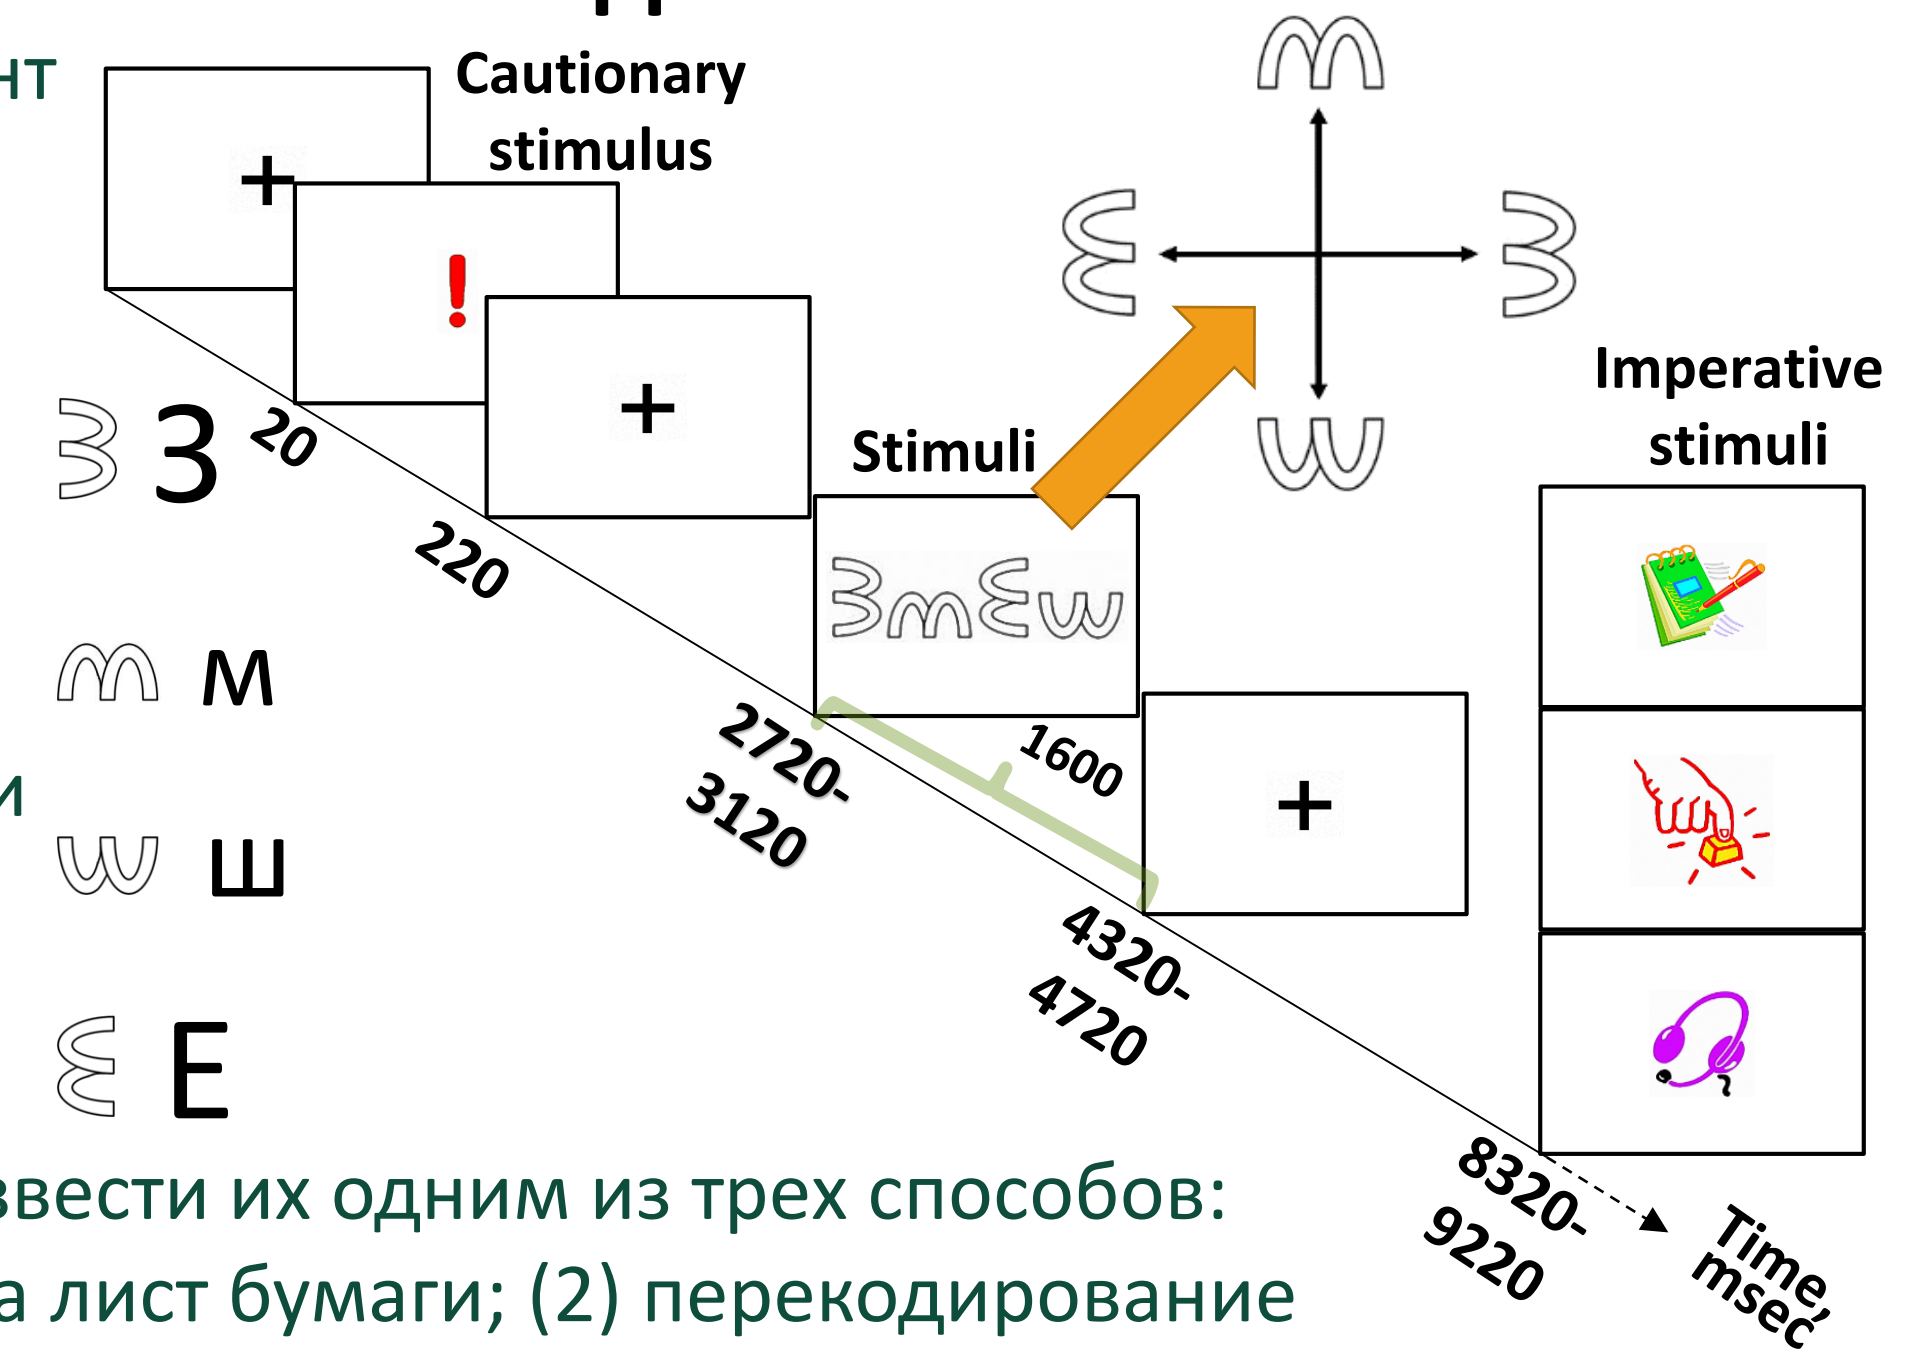 нт
Cautionary
stimulus
+
!
+
Stimuli
Imperative
stimuli
З
20
220
м
2720-
3120
1600
+
и
ш
4320-
4720
Е
8320-
9220
Time,
msec
звести их одним из трех способов:
а лист бумаги; (2) перекодирование